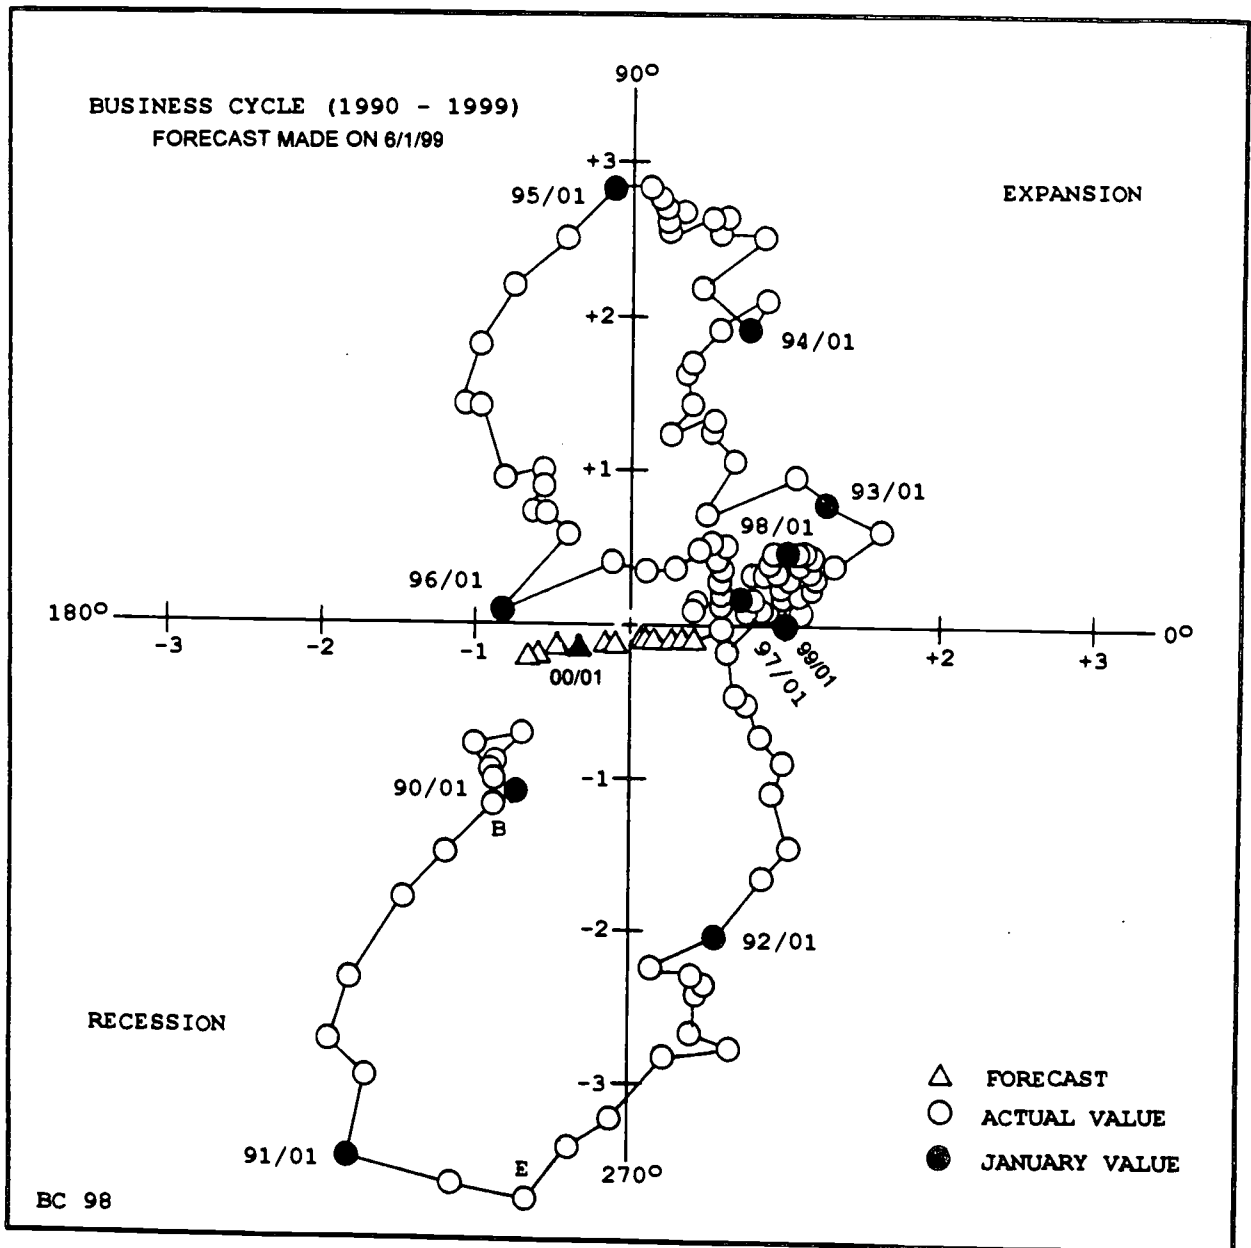 90°
BUSINESS CYCLE (1990 - 1999)
FORECAST MADE ON 6/1/99
+3
95/01
EXPANSION
+2
94/01
+1
93/01
98/01
96/01
180°
0°
-3
-2
-1
+2
+3
00/01
97/01
99/01
-1
90/01
B
-2
92/01
RECESSION
-3
FORECAST
ACTUAL VALUE
91/01
E
270°
JANUARY VALUE
BC 98